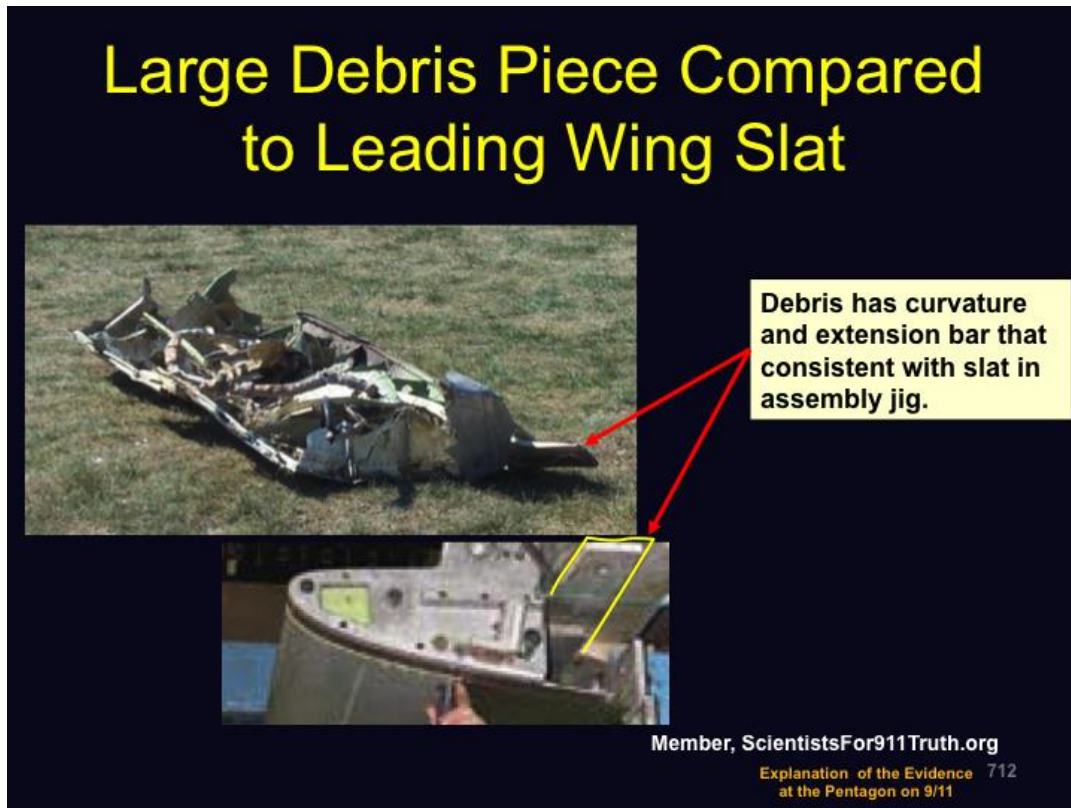 Large Debris Piece Compared
to Leading Wing Slat
Debris has curvature
and extension bar that
consistent with slat in
assembly jig.
Member, ScientistsFor911Truth.org
Explanation of the Evidence 712
at the Pentagon on 9/11